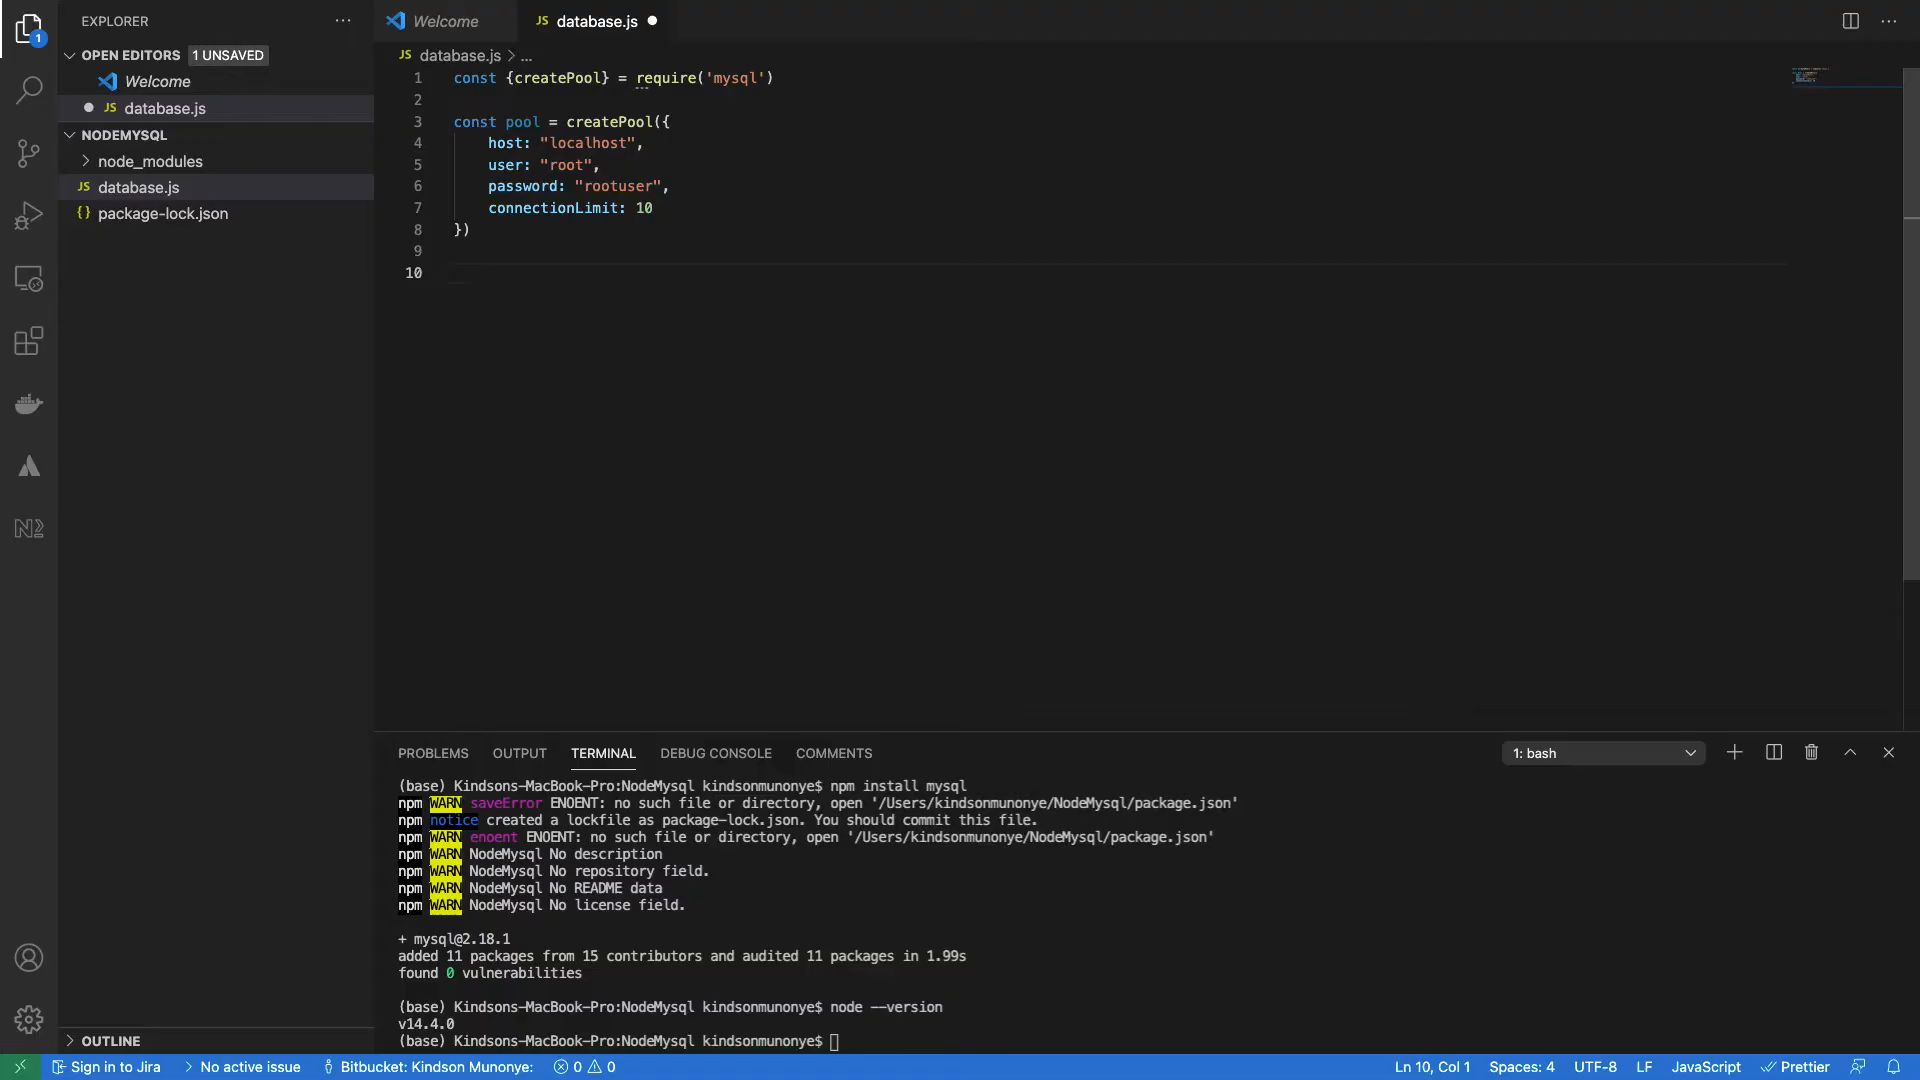 EXPLORER
OPEN EDITORS 1 UNSAVED
Welcome
JS database.js
NODEMYSQL
node_modules
JS database.js
{} package-lock.json
OUTLINE
1
Welcome
JS database.js
JS database.js > ...
1 const {createPool} = require('mysql')
2
3 const pool = createPool({
4 host: "localhost",
5 user: "root",
6 password: "rootuser",
7 connectionLimit: 10
8 })
9
10
PROBLEMS OUTPUT TERMINAL DEBUG CONSOLE COMMENTS
1: bash
(base) Kindsons-MacBook-Pro:NodeMysql kindsonmunonye$ npm install mysql
npm WARN saveError ENOENT: no such file or directory, open '/Users/kindsonmunonye/NodeMysql/package.json'
npm notice created a lockfile as package-lock.json. You should commit this file.
npm WARN enoent ENOENT: no such file or directory, open '/Users/kindsonmunonye/NodeMysql/package.json'
npm WARN NodeMysql No description
npm WARN NodeMysql No repository field.
npm WARN NodeMysql No README data
npm WARN NodeMysql No license field.
+ mysql@2.18.1
added 11 packages from 15 contributors and audited 11 packages in 1.99s
found 0 vulnerabilities
(base) Kindsons-MacBook-Pro:NodeMysql kindsonmunonye$ node --version
v14.4.0
(base) Kindsons-MacBook-Pro:NodeMysql kindsonmunonye$
Sign in to Jira > No active issue Bitbucket: Kindson Munonye: 0 0 Ln 10, Col 1 Spaces: 4 UTF-8 LF JavaScript Prettier